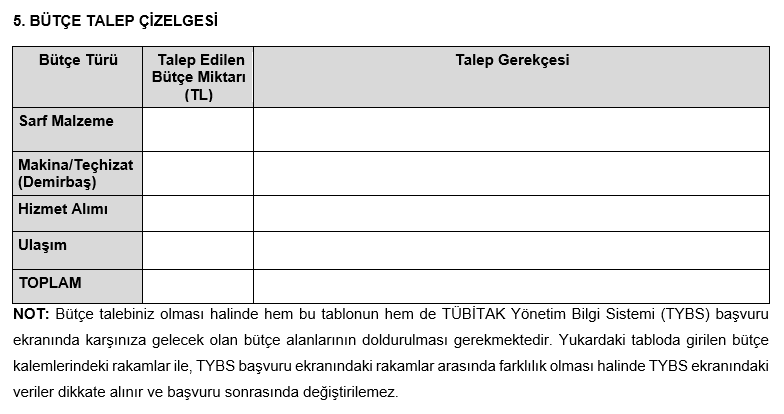 5. BÜTÇE TALEP ÇİZELGESİ
Bütçe Türü
Talep Edilen
Bütçe Miktarı
(TL)
Talep Gerekçesi
Sarf Malzeme
Makina/Teçhizat
(Demirbaş)
Hizmet Alımı
Ulaşım
TOPLAM
NOT: Bütçe talebiniz olması halinde hem bu tablonun hem de TÜBİTAK Yönetim Bilgi Sistemi (TYBS) başvuru
ekranında karşınıza gelecek olan bütçe alanlarının doldurulması gerekmektedir. Yukardaki tabloda girilen bütçe
kalemlerindeki rakamlar ile, TYBS başvuru ekranındaki rakamlar arasında farklılık olması halinde TYBS ekranındaki
veriler dikkate alınır ve başvuru sonrasında değiştirilemez.